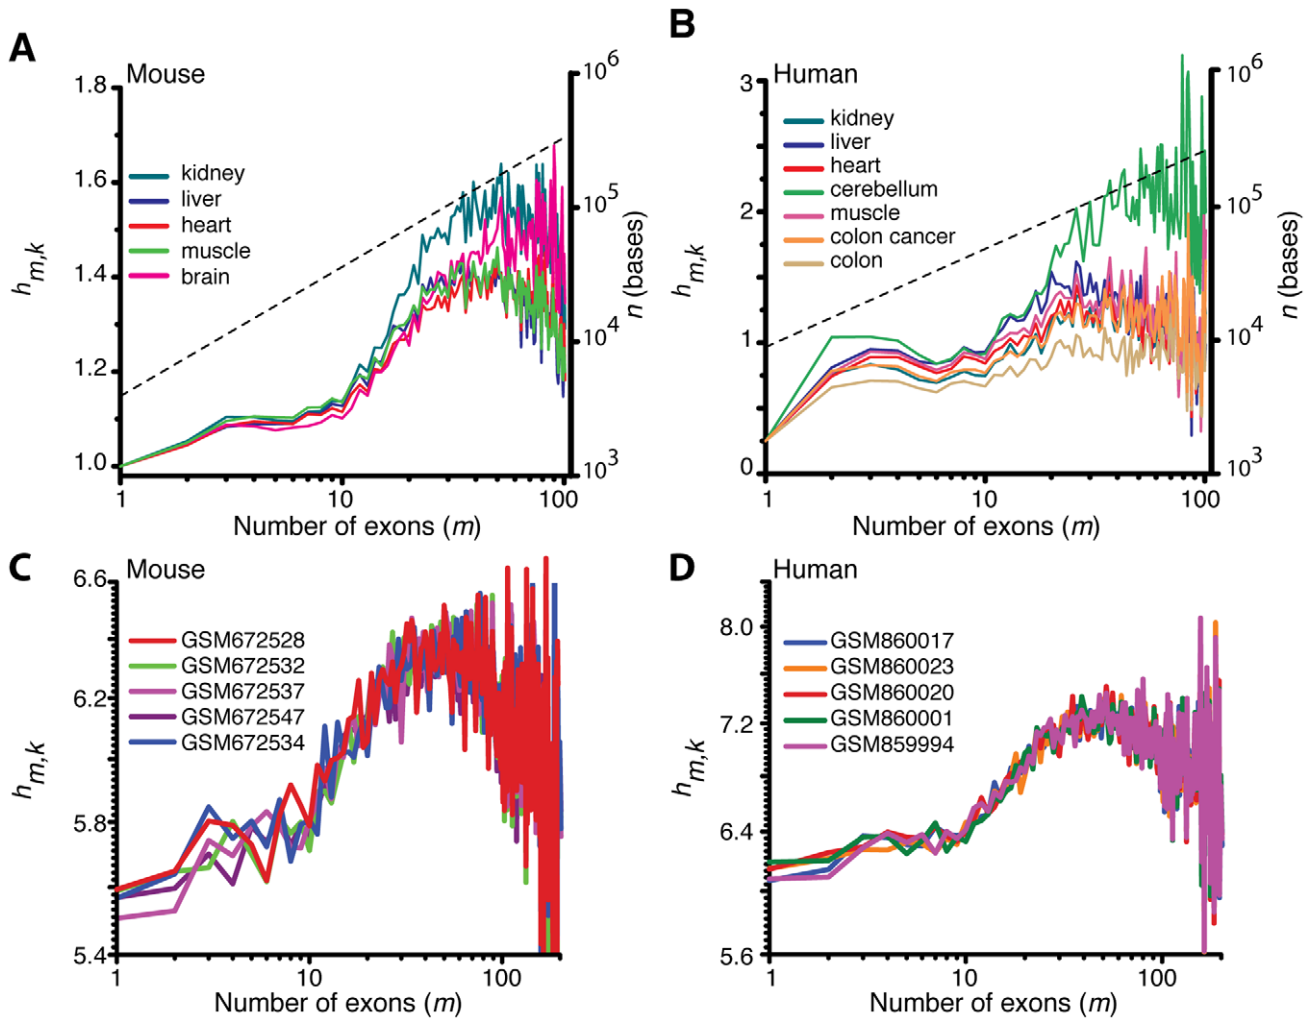 A
Mouse
1.8
1.6
1.4
1.2
1.0
h m,k
kidney
liver
heart
muscle
brain
10^6
10^5
10^4
10^3
n (bases)
1
10
100
Number of exons (m)
B
Human
3
2
1
0
h m,k
kidney
liver
heart
cerebellum
muscle
colon cancer
colon
10^6
10^5
10^4
10^3
n (bases)
1
10
100
Number of exons (m)
C
Mouse
6.6
6.2
5.8
5.4
h m,k
GSM672528
GSM672532
GSM672537
GSM672547
GSM672534
1
10
100
Number of exons (m)
D
Human
8.0
7.2
6.4
5.6
h m,k
GSM860017
GSM860023
GSM860020
GSM860001
GSM859994
1
10
100
Number of exons (m)